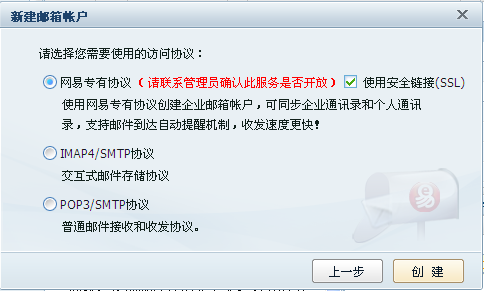 新建邮箱帐户
请选择您需要使用的访问协议：
网易专有协议（请联系管理员确认此服务是否开放） 使用安全链接(SSL)
使用网易专有协议创建企业邮箱帐户，可同步企业通讯录和个人通讯
录，支持邮件到达自动提醒机制，收发速度更快！
IMAP4/SMTP协议
交互式邮件存储协议
POP3/SMTP协议
普通邮件接收和收发协议。
易
上一步 创 建